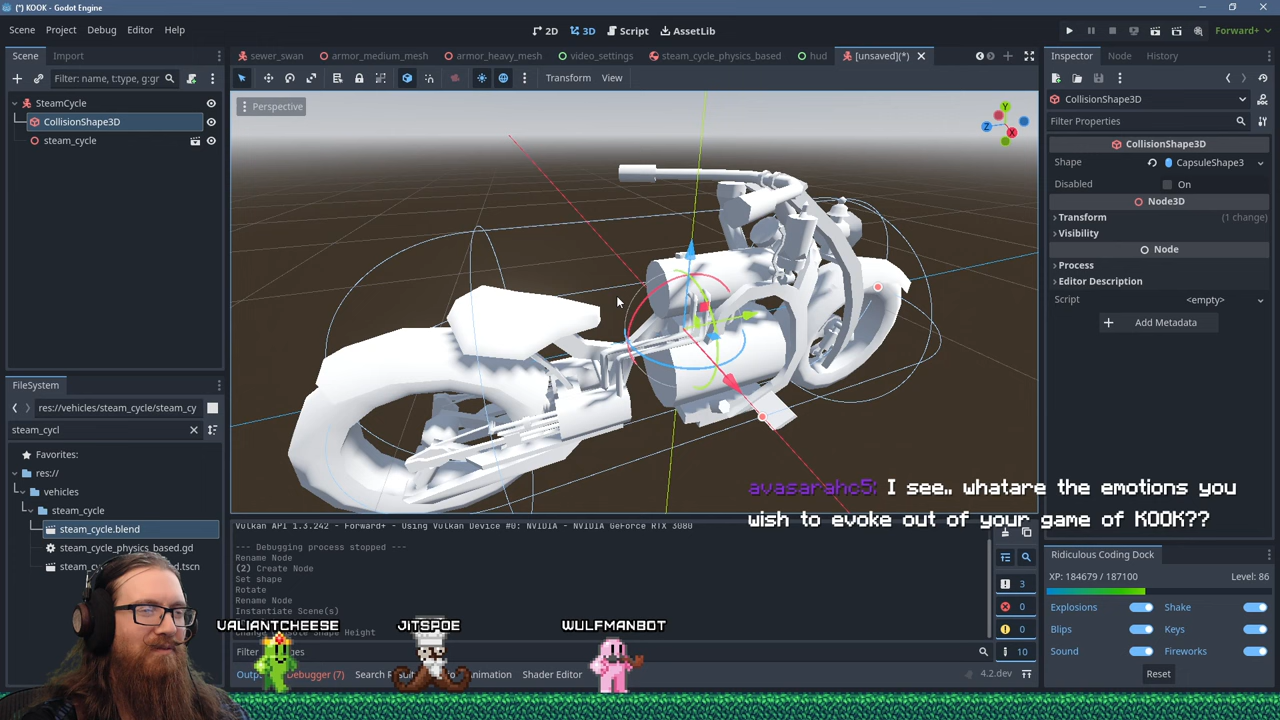 (*) KOOK - Godot Engine
Scene Project Debug Editor Help
2D 3D Script AssetLib
Forward+
Scene Import
sewer_swan armor_medium_mesh armor_heavy_mesh video_settings steam_cycle_physics_based hud [unsaved](*)
Inspector Node History
Filter: name, t:type, g:gr
Transform View
SteamCycle
CollisionShape3D
steam_cycle
Perspective
Y
Z
X
CollisionShape3D
Filter Properties
CollisionShape3D
Shape CapsuleShape3
Disabled On
Node3D
Transform (1 change)
Visibility
Node
Process
Editor Description
Script <empty>
Add Metadata
FileSystem
res://vehicles/steam_cycle/steam_cy
steam_cycl
Favorites:
res://
vehicles
steam_cycle
steam_cycle.blend
steam_cycle_physics_based.gd
avasarahc5: I see.. whatare the emotions you
wish to evoke out of your game of KOOK??
Vulkan API 1.3.242 - Forward+ - Using Vulkan Device #0: NVIDIA - NVIDIA GeForce RTX 3080
--- Debugging process stopped ---
Rename Node
(2) Create Node
Set shape
Rotate
Rename Node
Instantiate Scene(s)
3
0
0
10
VALIANTCHEESE JITSPOE WULFMANBOT
Debugger (7) Shader Editor
4.2.dev
Ridiculous Coding Dock
XP: 184679 / 187100 Level: 86
Explosions Shake
Blips Keys
Sound Fireworks
Reset